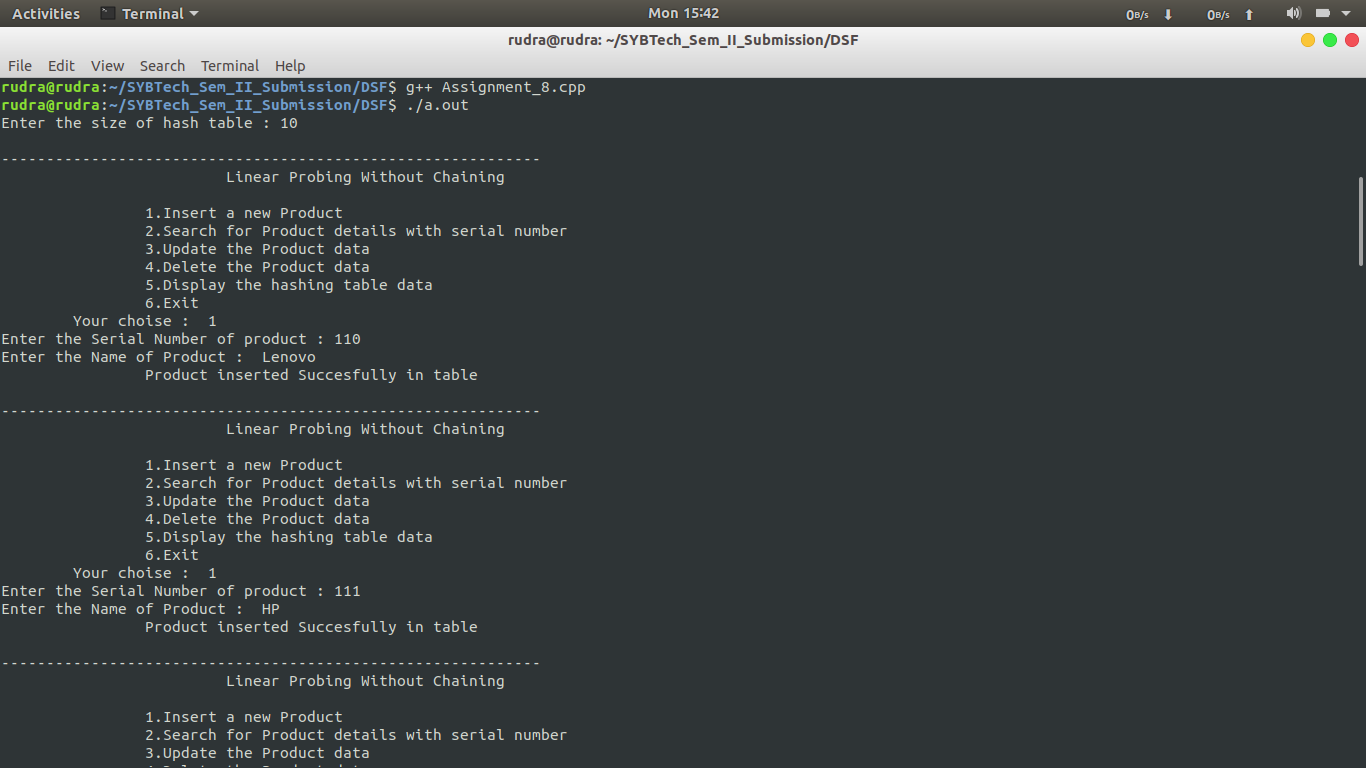 Activities Terminal Mon 15:42 0B/s 0B/s
rudra@rudra: ~/SYBTech_Sem_II_Submission/DSF
File Edit View Search Terminal Help
rudra@rudra:~/SYBTech_Sem_II_Submission/DSF$ g++ Assignment_8.cpp
rudra@rudra:~/SYBTech_Sem_II_Submission/DSF$ ./a.out
Enter the size of hash table : 10
------------------------------------------------------------
Linear Probing Without Chaining
1.Insert a new Product
2.Search for Product details with serial number
3.Update the Product data
4.Delete the Product data
5.Display the hashing table data
6.Exit
Your choise :  1
Enter the Serial Number of product : 110
Enter the Name of Product :  Lenovo
Product inserted Succesfully in table
------------------------------------------------------------
Linear Probing Without Chaining
1.Insert a new Product
2.Search for Product details with serial number
3.Update the Product data
4.Delete the Product data
5.Display the hashing table data
6.Exit
Your choise :  1
Enter the Serial Number of product : 111
Enter the Name of Product :  HP
Product inserted Succesfully in table
------------------------------------------------------------
Linear Probing Without Chaining
1.Insert a new Product
2.Search for Product details with serial number
3.Update the Product data